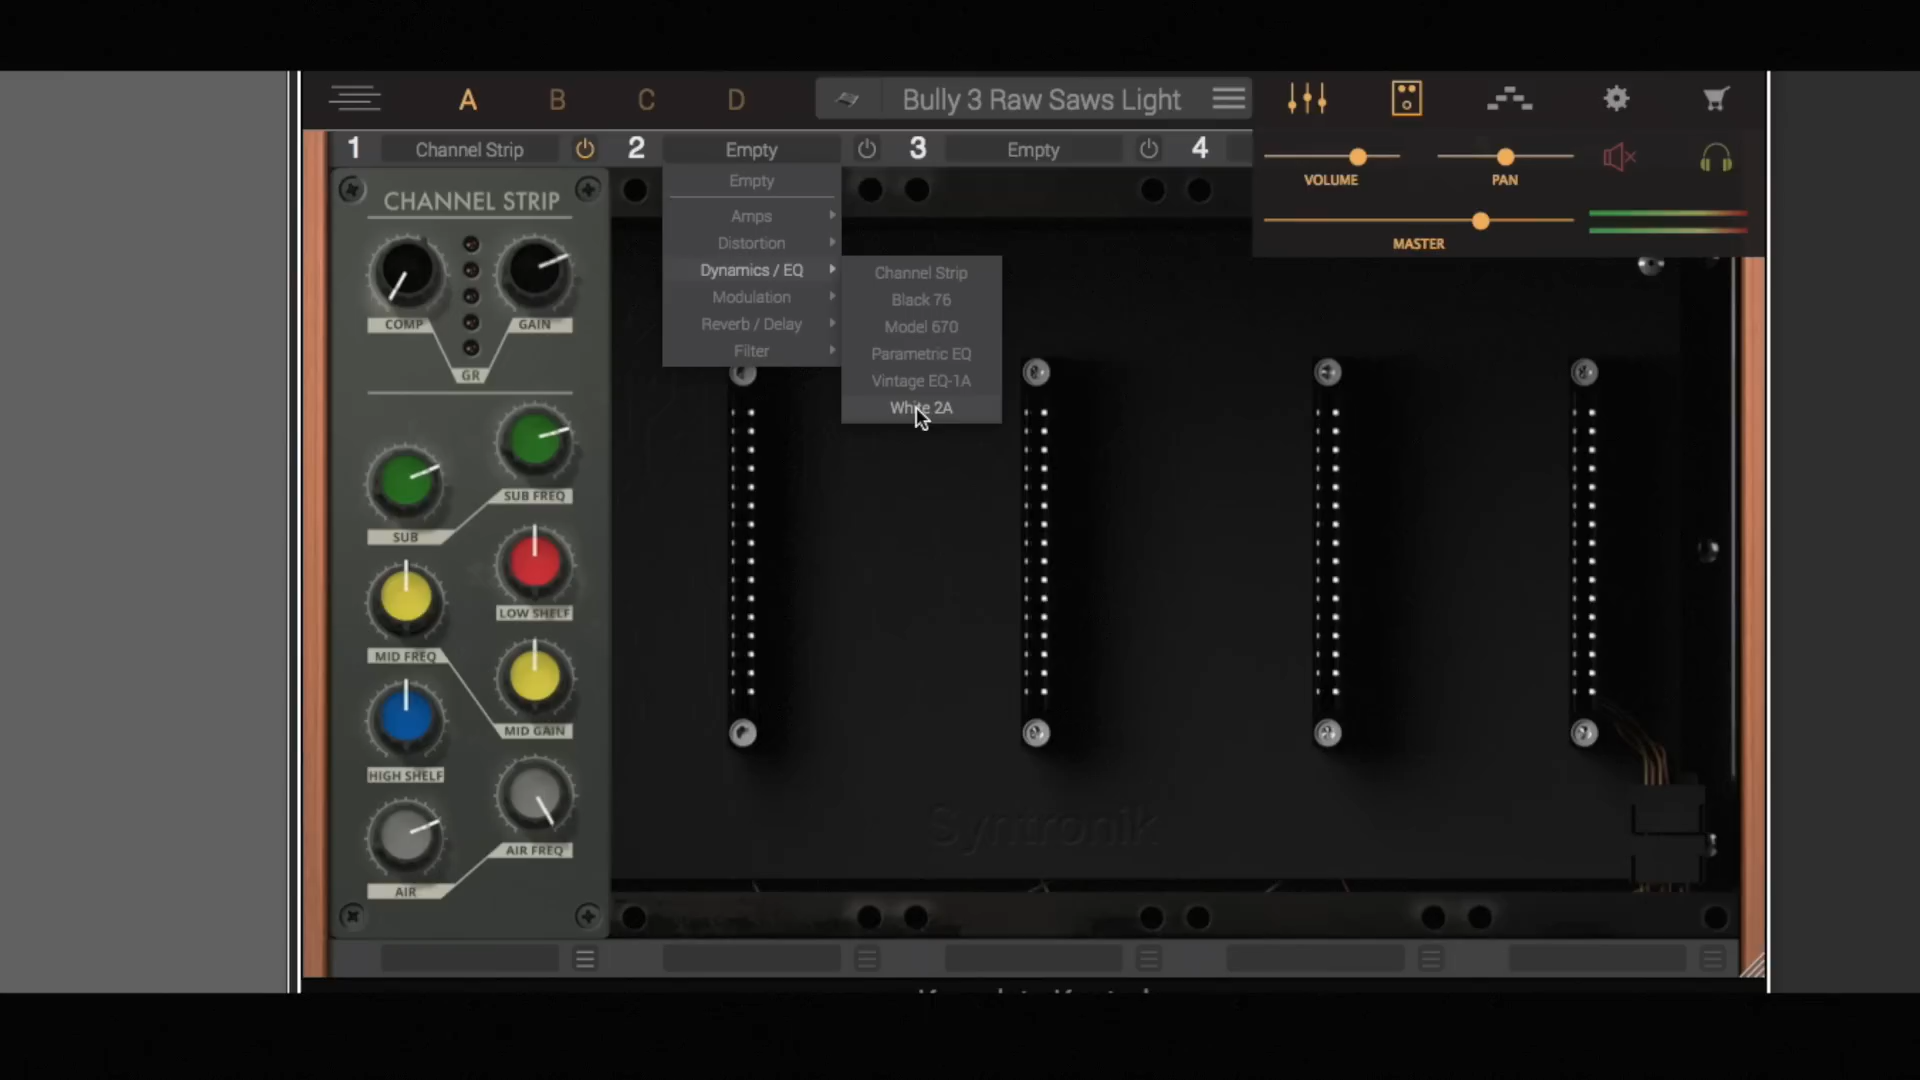 A B C D Bully 3 Raw Saws Light
1 Channel Strip 2 Empty 3 Empty 4
VOLUME PAN
MASTER
CHANNEL STRIP
COMP GAIN
GR
SUB FREQ
SUB
LOW SHELF
MID FREQ
MID GAIN
HIGH SHELF
AIR FREQ
AIR
Empty
Amps
Distortion
Dynamics / EQ
Modulation
Reverb / Delay
Filter
Channel Strip
Black 76
Model 670
Parametric EQ
Vintage EQ-1A
White 2A
Syntronik